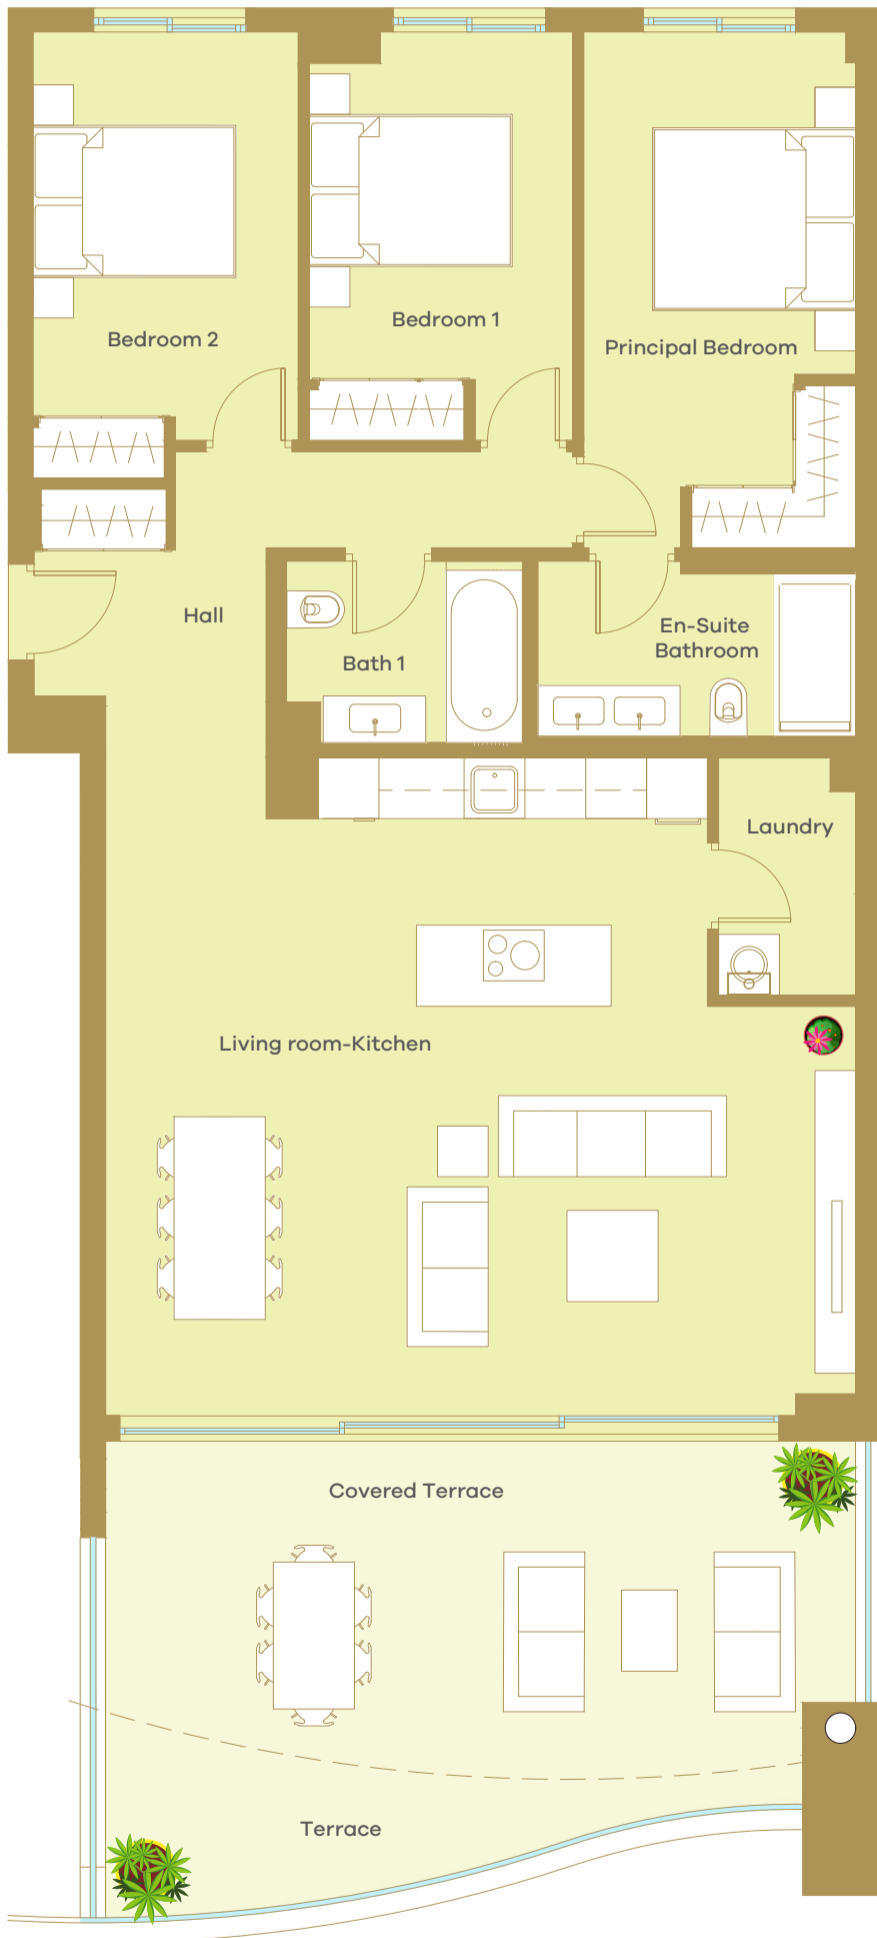 Bedroom 2
Bedroom 1
Principal Bedroom
Hall
Bath 1
En-Suite
Bathroom
Laundry
Living room-Kitchen
Covered Terrace
Terrace